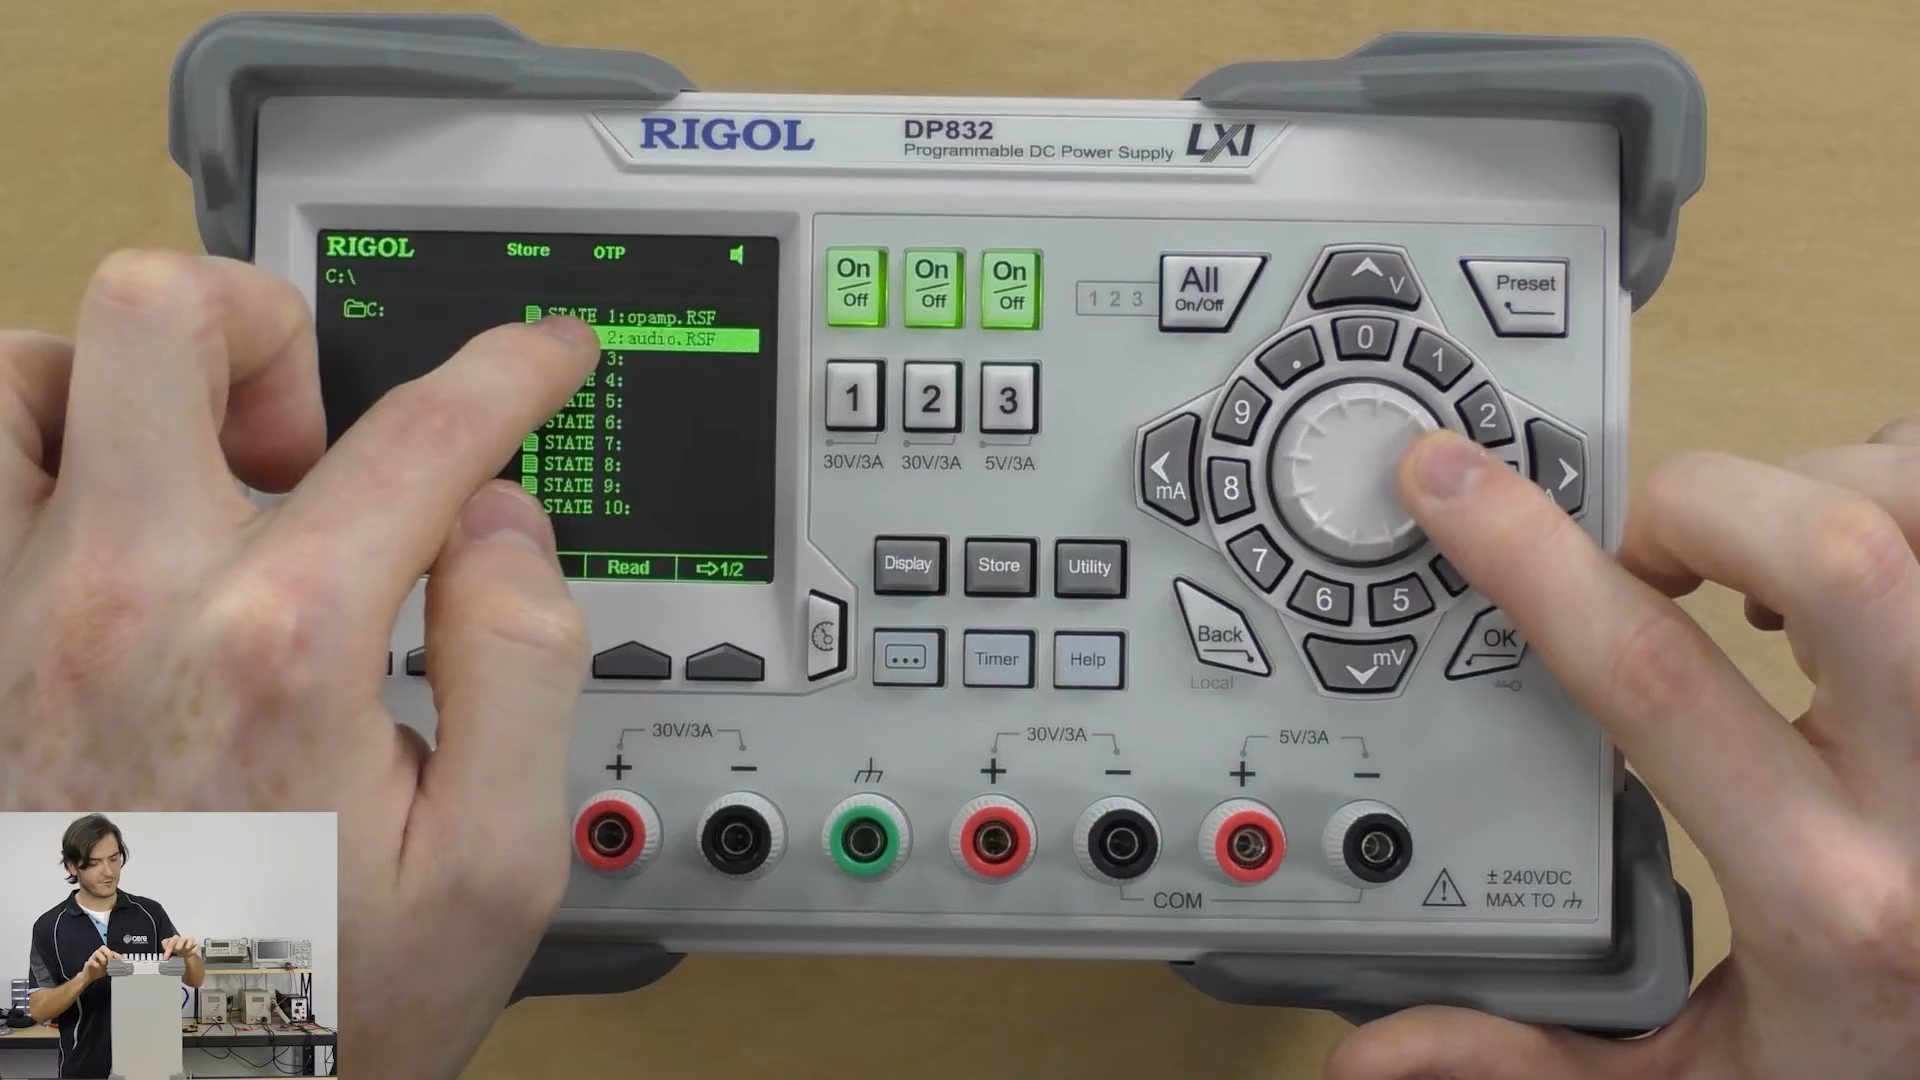 RIGOL
DP832
Programmable DC Power Supply
LXI
RIGOL Store OTP
C:\
C:
STATE 1:opamp.RSF
2:audio.RSF
3:
4:
5:
STATE 6:
STATE 7:
STATE 8:
STATE 9:
STATE 10:
Read
1/2
On
Off
On
Off
On
Off
1 2 3
All
On/Off
V
Preset
1
2
3
30V/3A
30V/3A
5V/3A
.
0
1
2
9
8
7
6
5
mA
A
mV
Display
Store
Utility
Timer
Help
Back
Local
OK
30V/3A
+ −
30V/3A
+ −
5V/3A
+ −
COM
± 240VDC
MAX TO